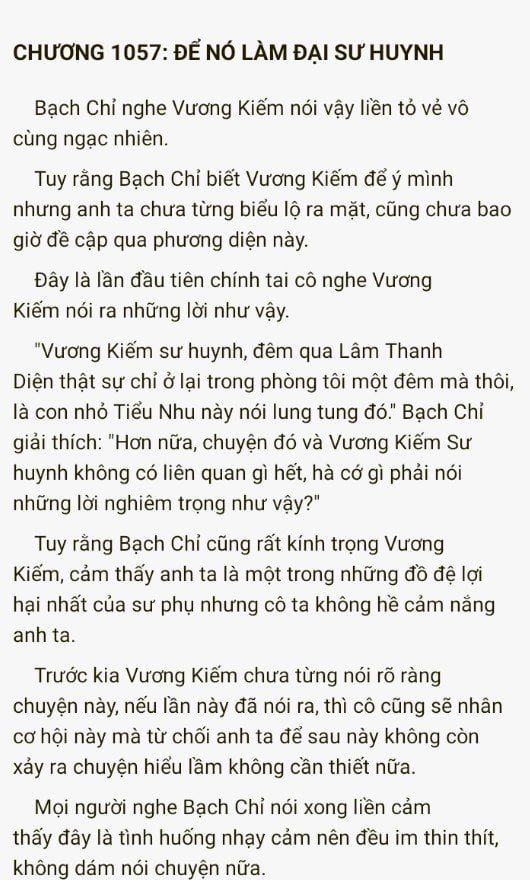 CHƯƠNG 1057: ĐỂ NÓ LÀM ĐẠI SƯ HUYNH
Bạch Chỉ nghe Vương Kiếm nói vậy liền tỏ vẻ vô
cùng ngạc nhiên.
Tuy rằng Bạch Chỉ biết Vương Kiếm để ý mình
nhưng anh ta chưa từng biểu lộ ra mặt, cũng chưa bao
giờ đề cập qua phương diện này.
Đây là lần đầu tiên chính tai cô nghe Vương
Kiếm nói ra những lời như vậy.
"Vương Kiếm sư huynh, đêm qua Lâm Thanh
Diện thật sự chỉ ở lại trong phòng tôi một đêm mà thôi,
là con nhỏ Tiểu Nhu này nói lung tung đó." Bạch Chỉ
giải thích: "Hơn nữa, chuyện đó và Vương Kiếm Sư
huynh không có liên quan gì hết, hà cớ gì phải nói
những lời nghiêm trọng như vậy?"
Tuy rằng Bạch Chỉ cũng rất kính trọng Vương
Kiếm, cảm thấy anh ta là một trong những đồ đệ lợi
hại nhất của sư phụ nhưng cô ta không hề cảm nắng
anh ta.
Trước kia Vương Kiếm chưa từng nói rõ ràng
chuyện này, nếu lần này đã nói ra, thì cô cũng sẽ nhân
cơ hội này mà từ chối anh ta để sau này không còn
xảy ra chuyện hiểu lầm không cần thiết nữa.
Mọi người nghe Bạch Chỉ nói xong liền cảm
thấy đây là tình huống nhạy cảm nên đều im thin thít,
không dám nói chuyện nữa.